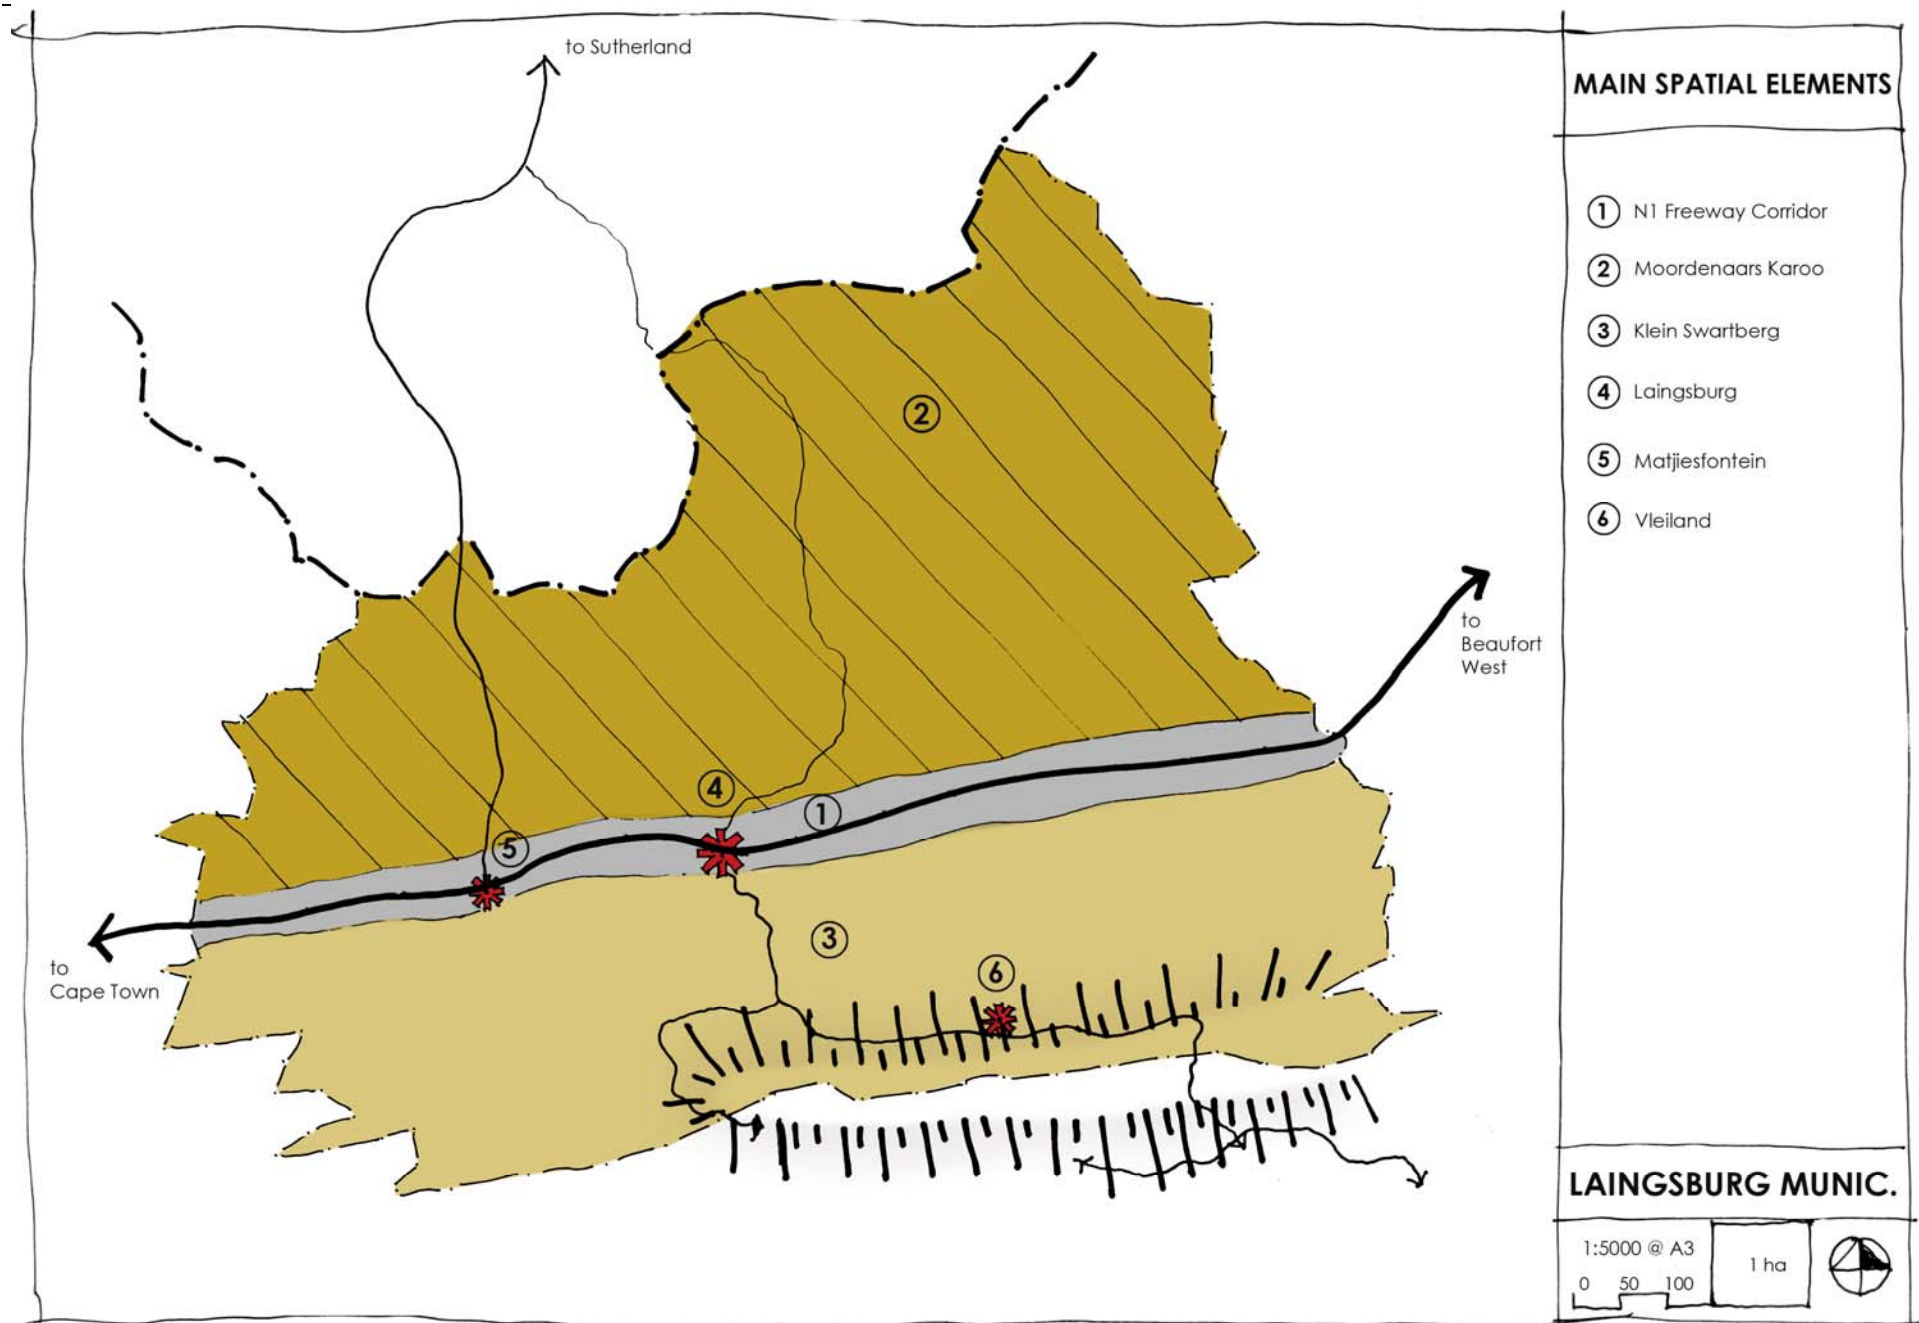 to Sutherland
2
to
Beaufort
West
4
1
5
3
6
to
Cape Town
MAIN SPATIAL ELEMENTS
1 N1 Freeway Corridor
2 Moordenaars Karoo
3 Klein Swartberg
4 Laingsburg
5 Matjiesfontein
6 Vleiland
LAINGSBURG MUNIC.
1:5000 @ A3
0 50 100
1 ha